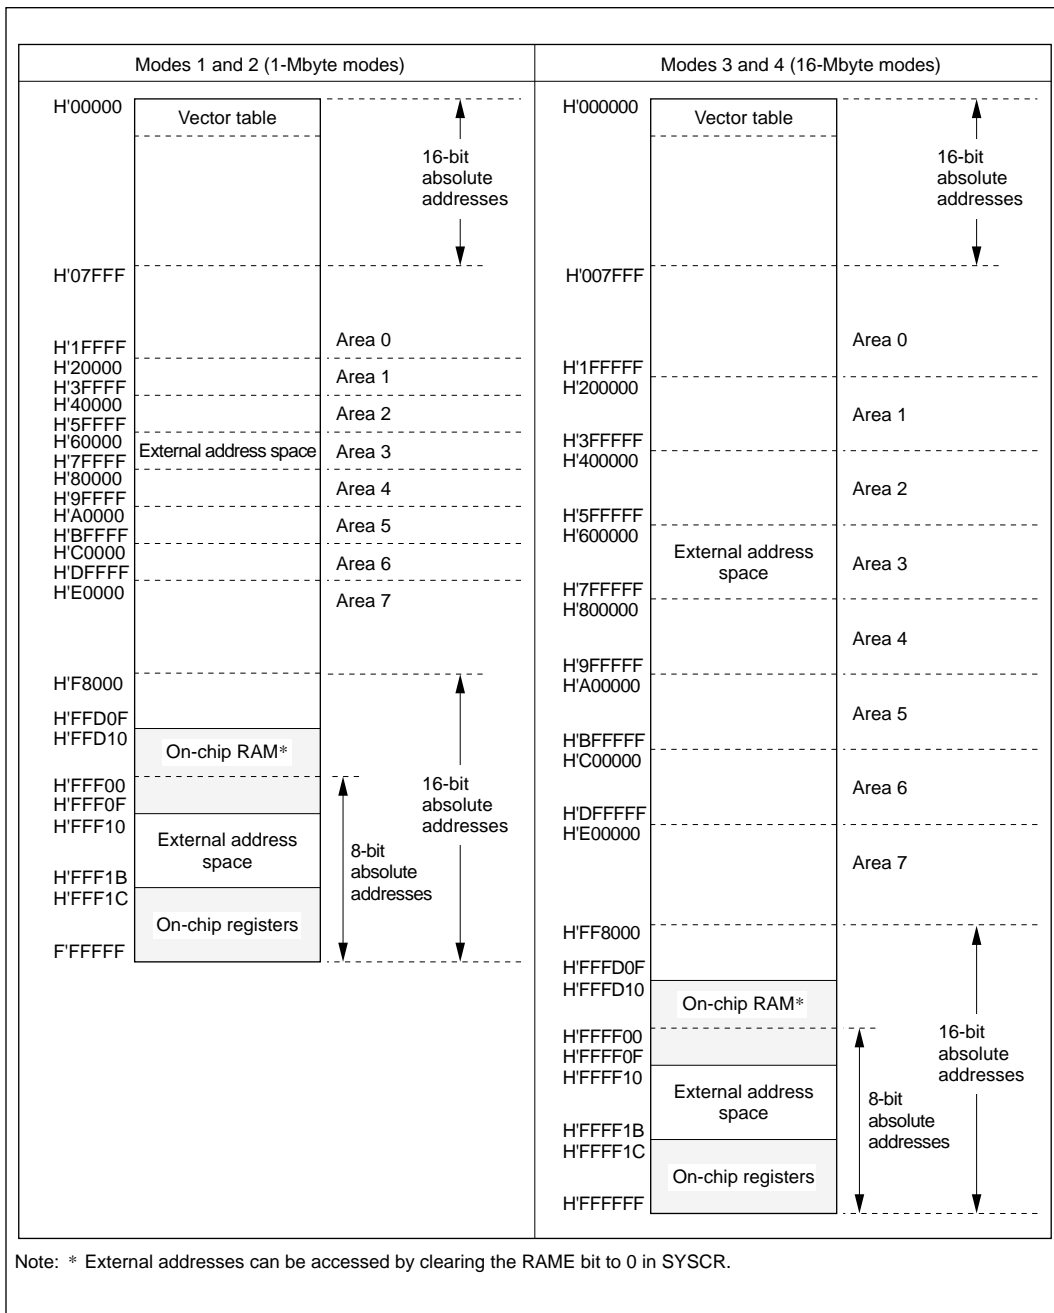 Modes 1 and 2 (1-Mbyte modes)
H'00000
Vector table
16-bit
absolute
addresses
H'07FFF
Area 0
H'1FFFF
H'20000
Area 1
H'3FFFF
H'40000
Area 2
H'5FFFF
H'60000
External address space
Area 3
H'7FFFF
H'80000
Area 4
H'9FFFF
H'A0000
Area 5
H'BFFFF
H'C0000
Area 6
H'DFFFF
H'E0000
Area 7
H'F8000
H'FFD0F
H'FFD10
On-chip RAM*
H'FFF00
H'FFF0F
H'FFF10
External address
space
H'FFF1B
H'FFF1C
On-chip registers
F'FFFFF
8-bit
absolute
addresses
16-bit
absolute
addresses
Modes 3 and 4 (16-Mbyte modes)
H'000000
Vector table
16-bit
absolute
addresses
H'007FFF
Area 0
H'1FFFFF
H'200000
Area 1
H'3FFFFF
H'400000
Area 2
H'5FFFFF
H'600000
External address
space
Area 3
H'7FFFFF
H'800000
Area 4
H'9FFFFF
H'A00000
Area 5
H'BFFFFF
H'C00000
Area 6
H'DFFFFF
H'E00000
Area 7
H'FF8000
H'FFFD0F
H'FFFD10
On-chip RAM*
H'FFFF00
H'FFFF0F
H'FFFF10
External address
space
H'FFFF1B
H'FFFF1C
On-chip registers
H'FFFFFF
8-bit
absolute
addresses
16-bit
absolute
addresses
Note: * External addresses can be accessed by clearing the RAME bit to 0 in SYSCR.